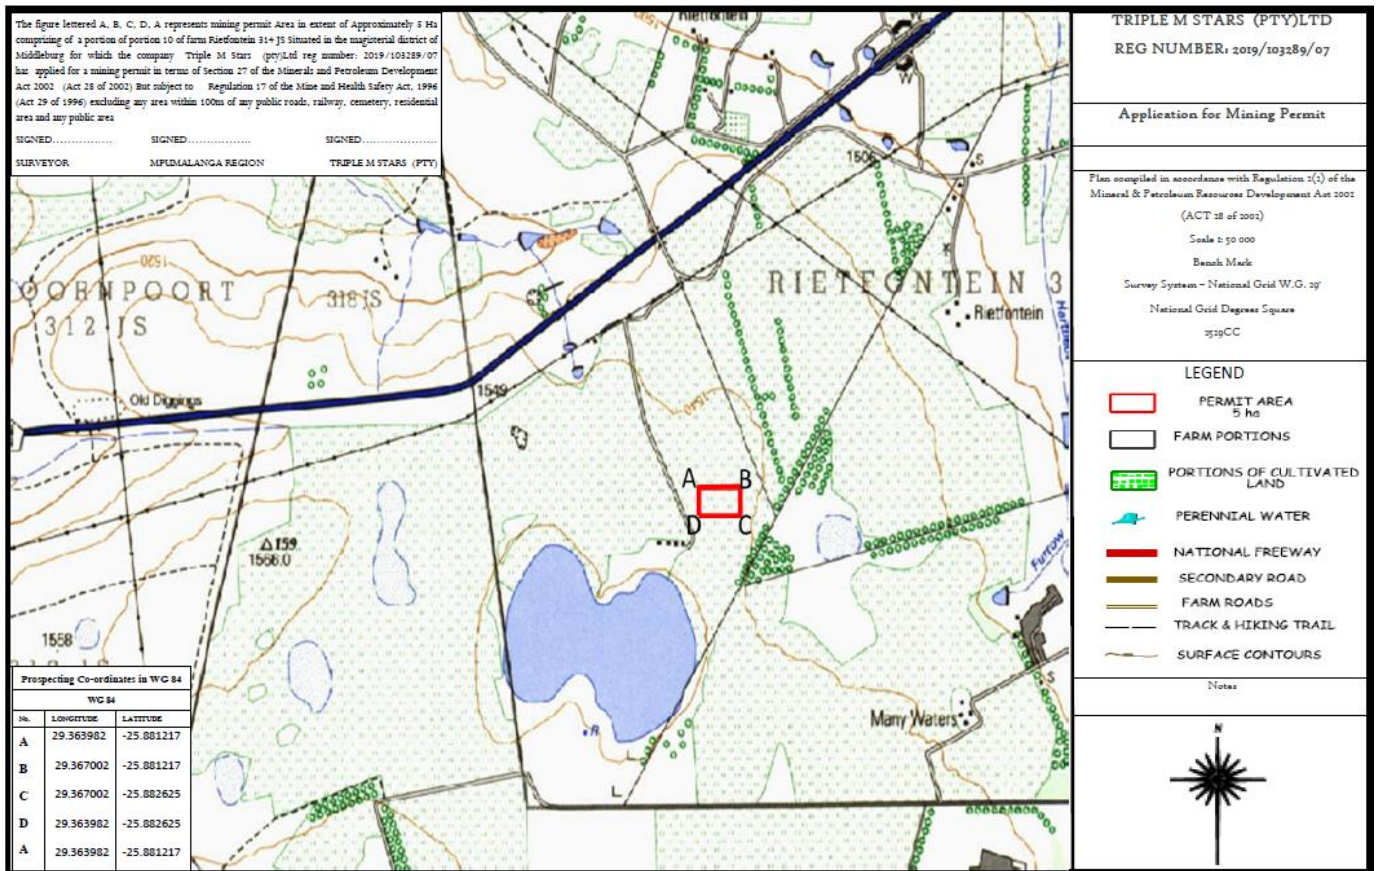 The figure lettered A, B, C, D, A represents mining permit Area in extent of Approximately 5 Ha
comprising of a portion of portion 10 of farm Rietfontein 314 JS Situated in the magisterial district of
Middleburg for which the company Triple M Stars (pty)Ltd reg number: 2019/103289/07
has applied for a mining permit in terms of Section 27 of the Minerals and Petroleum Development
Act 2002 (Act 28 of 2002) But subject to Regulation 17 of the Mine and Health Safety Act, 1996
(Act 29 of 1996) excluding any area within 100m of any public roads, railway, cemetery, residential
area and any public area
SIGNED............... SIGNED................ SIGNED...................
SURVEYOR MPUMALANGA REGION TRIPLE M STARS (PTY)
Rietfontein
W
W
1506
S
1520
OORNPOORT
312 JS
318 JS
RIETFONTEIN 3
Rietfontein
Old Diggings
1549
1540
A B
D C
159
1566.0
1558
Furrow
S
Many Waters
R
L
L
Prospecting Co-ordinates in WG 84
WG 84
No. LONGITUDE LATITUDE
A 29.363982 -25.881217
B 29.367002 -25.881217
C 29.367002 -25.882625
D 29.363982 -25.882625
A 29.363982 -25.881217
TRIPLE M STARS (PTY)LTD
REG NUMBER: 2019/103289/07
Application for Mining Permit
Plan compiled in accordance with Regulation 2(2) of the
Mineral & Petroleum Resources Development Act 2002
(ACT 28 of 2002)
Scale 1: 50 000
Bench Mark
Survey System – National Grid W.G. 29°
National Grid Degrees Square
2529CC
LEGEND
PERMIT AREA
5 ha
FARM PORTIONS
PORTIONS OF CULTIVATED
LAND
PERENNIAL WATER
NATIONAL FREEWAY
SECONDARY ROAD
FARM ROADS
TRACK & HIKING TRAIL
SURFACE CONTOURS
Notes
N